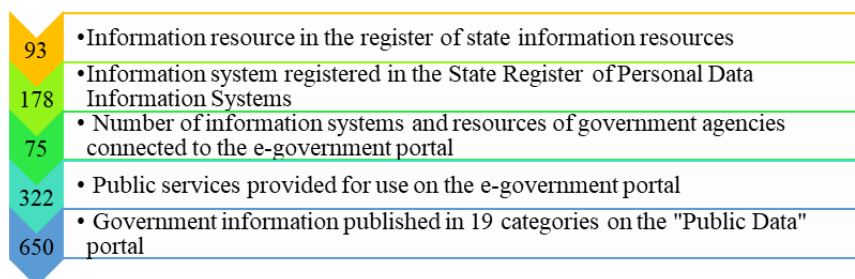 93
•Information resource in the register of state information resources
178
•Information system registered in the State Register of Personal Data
Information Systems
75
• Number of information systems and resources of government agencies
connected to the e-government portal
322
• Public services provided for use on the e-government portal
650
• Government information published in 19 categories on the "Public Data"
portal